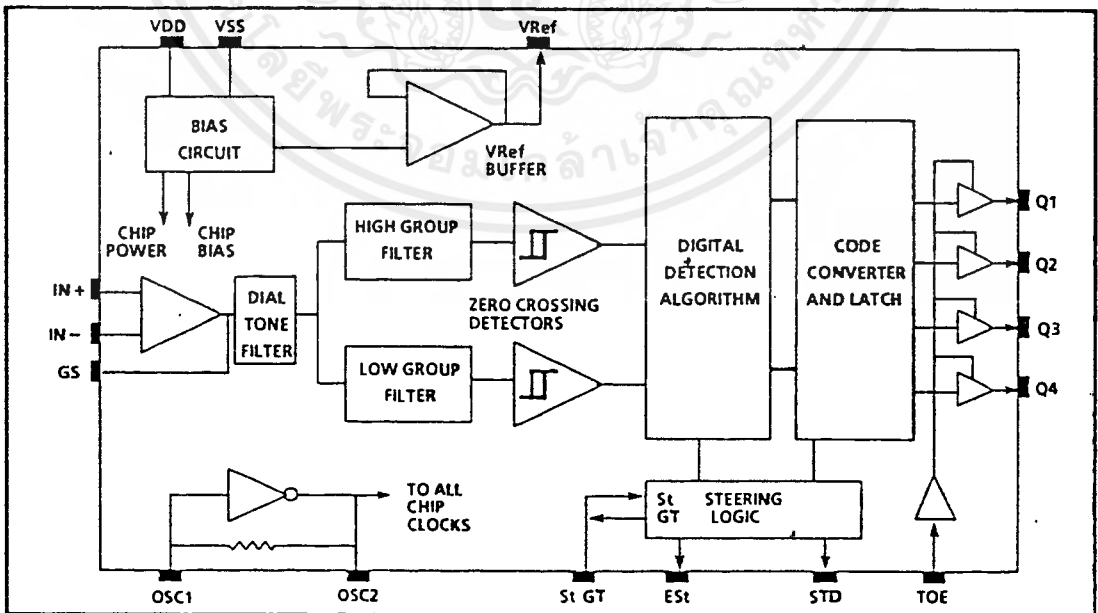 VDD VSS VRef
BIAS
CIRCUIT
VRef
BUFFER
CHIP
POWER
CHIP
BIAS
IN +
IN −
GS
DIAL
TONE
FILTER
HIGH GROUP
FILTER
ZERO CROSSING
DETECTORS
LOW GROUP
FILTER
DIGITAL
DETECTION
ALGORITHM
CODE
CONVERTER
AND LATCH
Q1
Q2
Q3
Q4
TO ALL
CHIP
CLOCKS
St STEERING
GT LOGIC
OSC1 OSC2 St GT ESt STD TOE